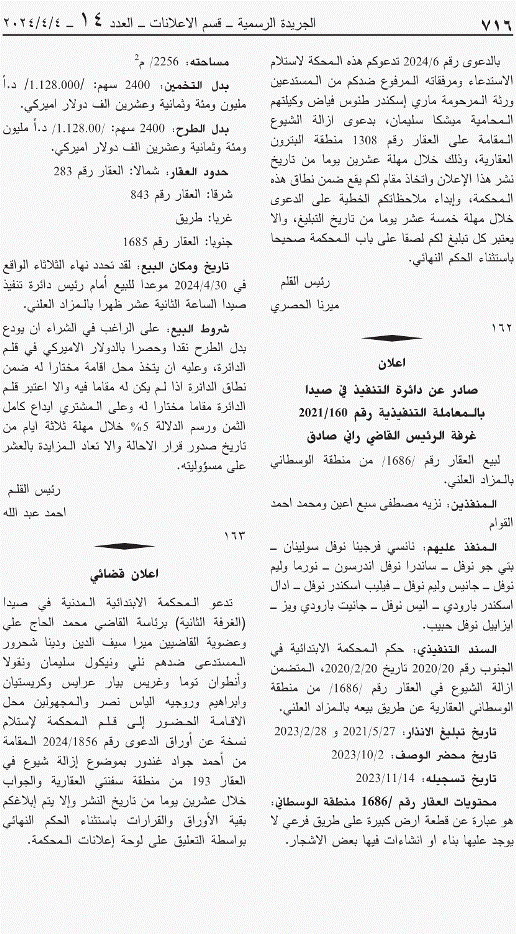 ٧١٦
الجريدة الرسمية ــ قسم الاعلانات ــ العدد ١٤ ــ ٢٠٢٤/٤/٤
بالدعوى رقم 2024/6 تدعوكم هذه المحكة لاستلام
الاستدعاء ومرفقاته المرفوع ضدكم من المستدعين
ورثة المرحومة ماري إسكندر طنوس فياض وكيلتهم
المحامية ميشكا سليمان، بدعوى ازالة الشيوع
المقامة على العقار رقم 1308 منطقة البترون
العقارية، وذلك خلال مهلة عشرين يوما من تاريخ
نشر هذا الإعلان واتخاذ مقام لكم يقع ضمن نطاق هذه
المحكمة، وإبداء ملاحظاتكم الخطية على الدعوى
خلال مهلة خمسة عشر يوما من تاريخ التبليغ، والا
يعتبر كل تبليغ لكم لصقا على باب المحكمة صحيحا
باستثناء الحكم النهائي.
رئيس القلم
ميرنا الحصري
١٦٢
اعلان
صادر عن دائرة التنفيذ في صيدا
بالمعاملة التنفيذية رقم 2021/160
غرفة الرئيس القاضي راني صادق
لبيع العقار رقم /1686/ من منطقة الوسطاني
بالمزاد العلني.
المنفذين: نزيه مصطفى سبع اعين ومحمد احمد
القوام
المنفذ عليهم: نانسي فرجينا نوفل سولينان ــ
بتي جو نوفل ــ ساندرا نوفل اندرسون ــ نورما وليم
نوفل ــ جانيس وليم نوفل ــ فيليب اسكندر نوفل ــ ادال
اسكندر بارودي ــ اليس نوفل ــ جانيت بارودي ويز ــ
ايزابيل نوفل حبيب.
السند التنفيذي: حكم المحكمة الابتدائية في
الجنوب رقم 2020/20 تاريخ 2020/2/20، المتضمن
ازالة الشيوع في العقار رقم /1686/ من منطقة
الوسطاني العقارية عن طريق بيعه بالمزاد العلني.
تاريخ تبليغ الانذار: 2021/5/27 و 2023/2/28
تاريخ محضر الوصف: 2023/10/2
تاريخ تسجيله: 2023/11/14
محتويات العقار رقم /1686 منطقة الوسطاني:
هو عبارة عن قطعة ارض كبيرة على طريق فرعي لا
يوجد عليها بناء او انشاءات فيها بعض الاشجار.
مساحته: /2256 م2
بدل التخمين: 2400 سهم: /1.128.000/ د.أ
مليون ومئة وثمانية وعشرين الف دولار اميركي.
بدل الطرح: 2400 سهم: /1.128.00/ د.أ مليون
ومئة وثمانية وعشرين الف دولار اميركي.
حدود العقار: شمالا: العقار رقم 283
شرقا: العقار رقم 843
غربا: طريق
جنوبا: العقار رقم 1685
تاريخ ومكان البيع: لقد تحدد نهاء الثلاثاء الواقع
في 2024/4/30 موعدا للبيع أمام رئيس دائرة تنفيذ
صيدا الساعة الثانية عشر ظهرا بالمزاد العلني.
شروط البيع: على الراغب في الشراء ان يودع
بدل الطرح نقدا وحصرا بالدولار الاميركي في قلم
الدائرة، وعليه ان يتخذ محل اقامة مختارا له ضمن
نطاق الدائرة اذا لم يكن له مقاما فيه والا اعتبر قلم
الدائرة مقاما مختارا له وعلى المشتري ايداع كامل
الثمن ورسم الدلالة 5% خلال مهلة ثلاثة ايام من
تاريخ صدور قرار الاحالة والا تعاد المزايدة بالعشر
على مسؤوليته.
رئيس القلم
احمد عبد الله
١٦٣
اعلان قضائي
تدعو المحكمة الابتدائية المدنية في صيدا
(الغرفة الثانية) برئاسة القاضي محمد الحاج علي
وعضوية القاضيين ميرا سيف الدين ودينا شحرور
المستدعى ضدهم نلي ونيكول سليمان ونقولا
وأنطوان توما وغريس بيار عرابس وكريستيان
وابراهيم وروجيه الياس نصر والمجهولين محل
الاقامة الحضور إلى قلم المحكمة لإستلام
نسخة عن أوراق الدعوى رقم 2024/1856 المقامة
من أحمد جواد غندور بموضوع إزالة شيوع في
العقار 193 من منطقة سفنتي العقارية والجواب
خلال عشرين يوما من تاريخ النشر وإلا يتم إبلاغكم
بقية الأوراق والقرارات باستثناء الحكم النهائي
بواسطة التعليق على لوحة إعلانات المحكمة.